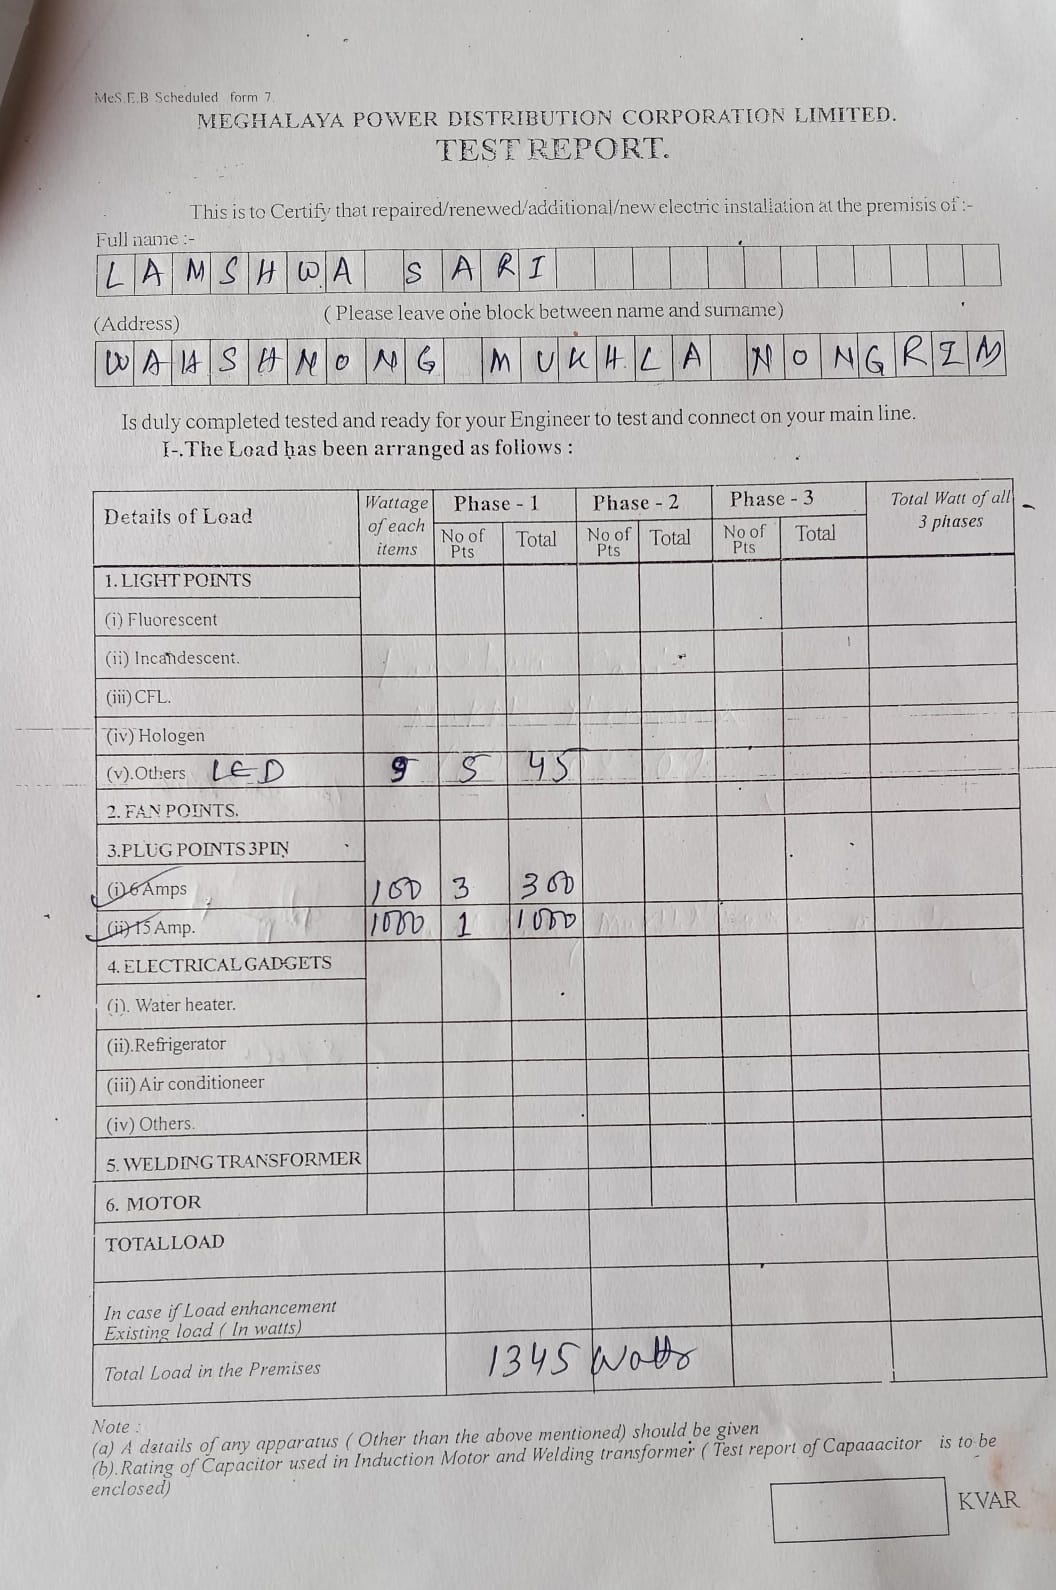 MeS.E.B Scheduled form 7.
MEGHALAYA POWER DISTRIBUTION CORPORATION LIMITED.
TEST REPORT.
This is to Certify that repaired/renewed/additional/new electric installation at the premisis of :-
Full name :-
LAMSHWA SARI
(Address) ( Please leave one block between name and surname)
WAHSHNONG MUKHLA NONGRIM
Is duly completed tested and ready for your Engineer to test and connect on your main line.
I-.The Load has been arranged as follows :
Details of Load Wattage of each items Phase - 1 Phase - 2 Phase - 3 Total Watt of all 3 phases
No of Pts Total No of Pts Total No of Pts Total
1. LIGHT POINTS
(i) Fluorescent
(ii) Incandescent.
(iii) CFL.
(iv) Hologen
(v).Others LED 9 5 45
2. FAN POINTS.
3.PLUG POINTS 3PIN
(i) 6 Amps 100 3 300
(ii) 15 Amp. 1000 1 1000
4. ELECTRICAL GADGETS
(i). Water heater.
(ii).Refrigerator
(iii) Air conditioneer
(iv) Others.
5. WELDING TRANSFORMER
6. MOTOR
TOTAL LOAD
In case if Load enhancement
Existing load ( In watts)
Total Load in the Premises 1345 Watts
Note :
(a) A details of any apparatus ( Other than the above mentioned) should be given
(b).Rating of Capacitor used in Induction Motor and Welding transformer ( Test report of Capaaacitor is to be
enclosed)
KVAR